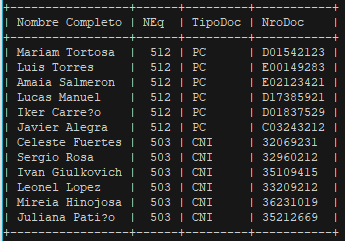 Nombre Completo | NEq | TipoDoc | NroDoc
Mariam Tortosa | 512 | PC | D01542123
Luis Torres | 512 | PC | E00149283
Amaia Salmeron | 512 | PC | E02123421
Lucas Manuel | 512 | PC | D17385921
Iker Carre?o | 512 | PC | D01837529
Javier Alegra | 512 | PC | C03243212
Celeste Fuertes | 503 | CNI | 32069231
Sergio Rosa | 503 | CNI | 32960212
Ivan Giulkovich | 503 | CNI | 35109415
Leonel Lopez | 503 | CNI | 33209212
Mireia Hinojosa | 503 | CNI | 36231019
Juliana Pati?o | 503 | CNI | 35212669